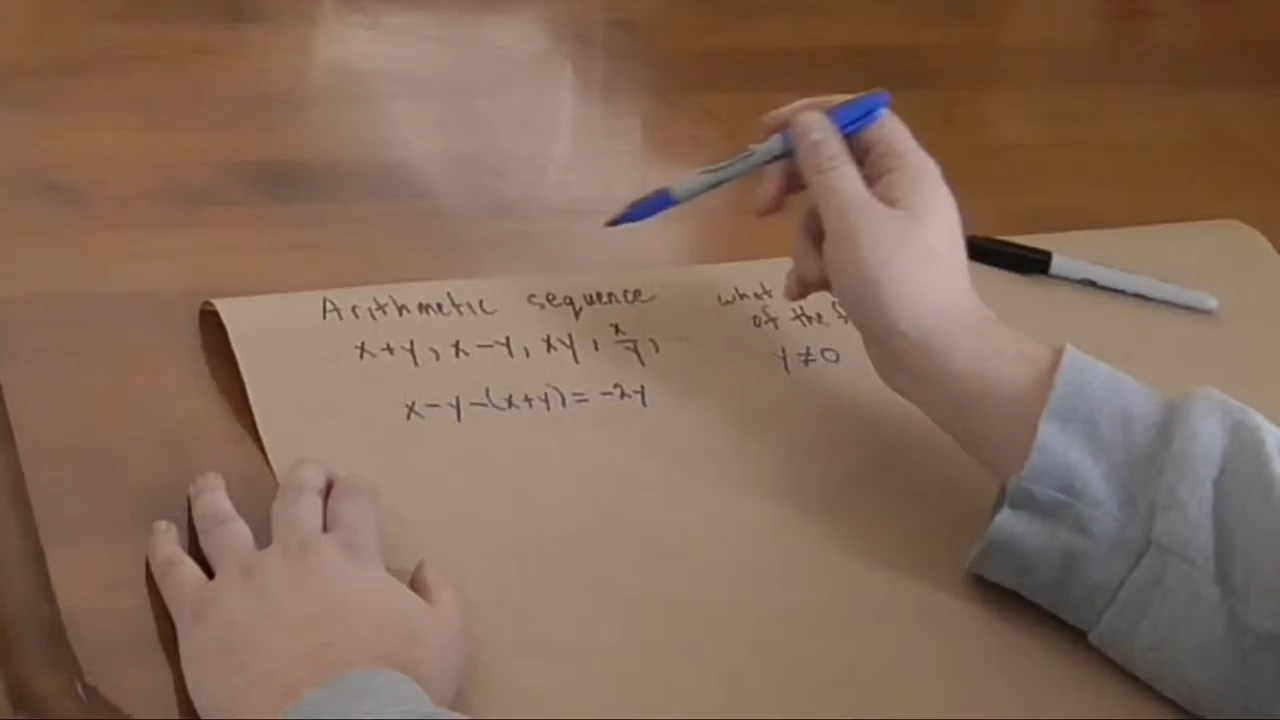 Arithmetic sequence
x+y, x-y, xy, x/y,
x-y-(x+y)=-2y
what
of the
y≠0